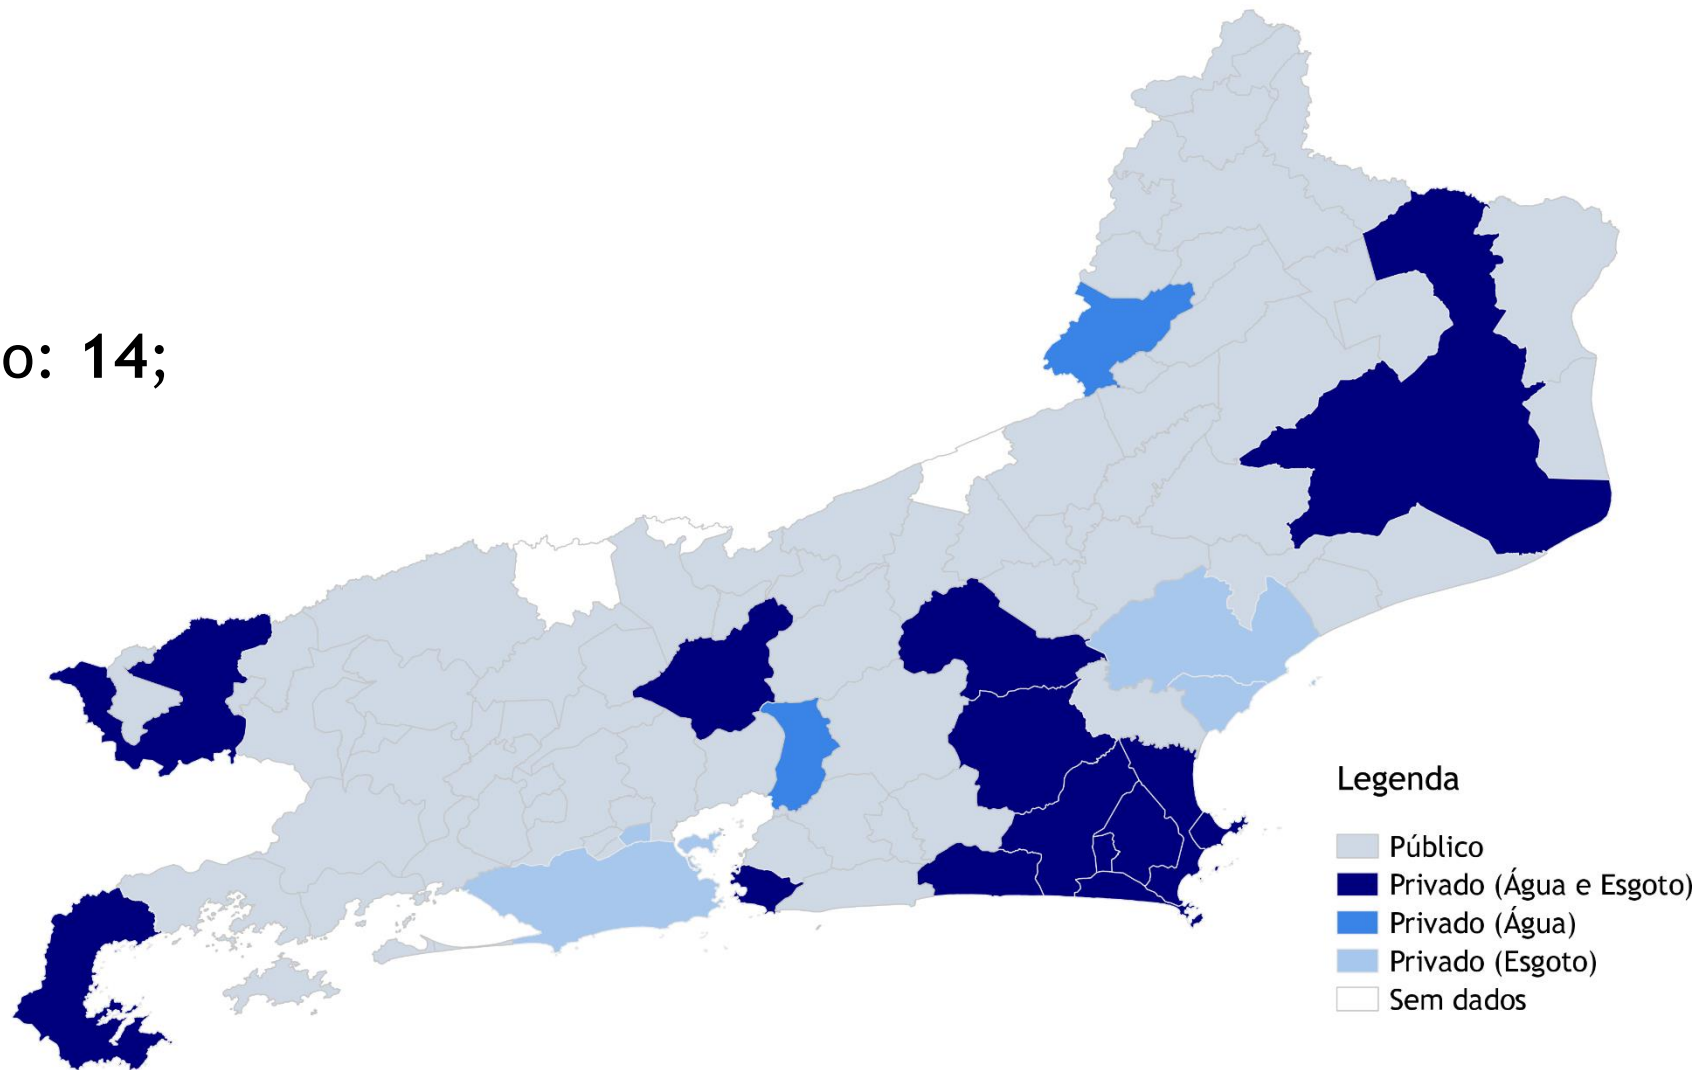 o: 14;
Legenda
Público
Privado (Água e Esgoto)
Privado (Água)
Privado (Esgoto)
Sem dados